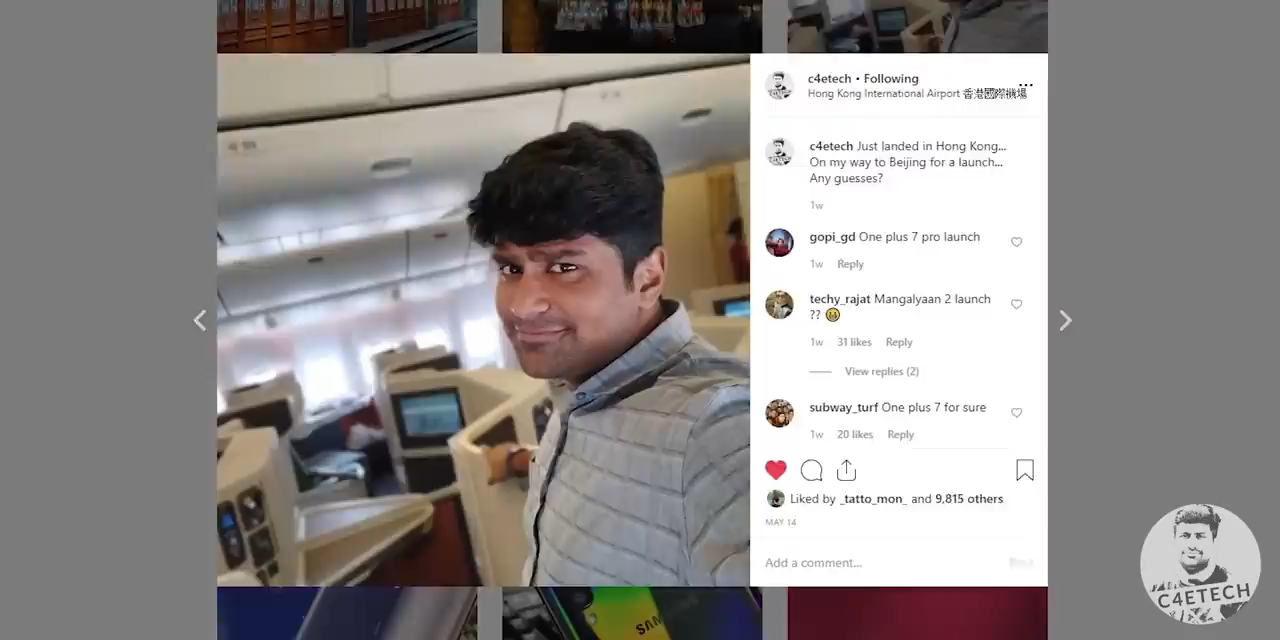 c4etech • Following
Hong Kong International Airport 香港國際機場
c4etech Just landed in Hong Kong...
On my way to Beijing for a launch...
Any guesses?
1w
gopi_gd One plus 7 pro launch
1w Reply
techy_rajat Mangalyaan 2 launch
??
1w 31 likes Reply
View replies (2)
subway_turf One plus 7 for sure
1w 20 likes Reply
Liked by _tatto_mon_ and 9,815 others
MAY 14
Add a comment...
C4ETECH
SAM